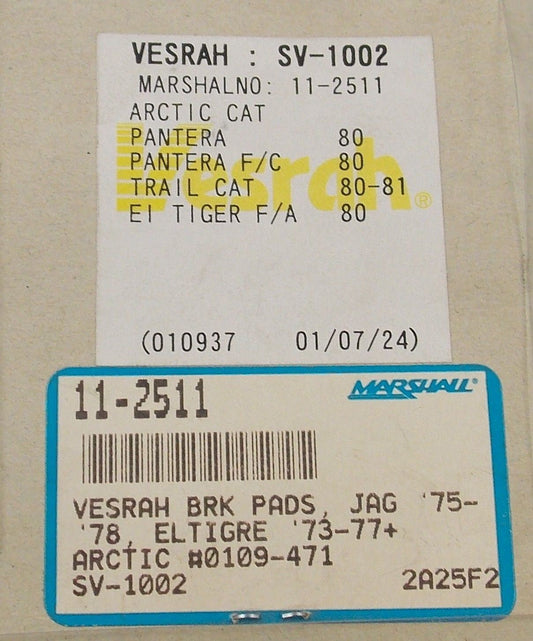 VESRAH : SV-1002
MARSHALNO: 11-2511
ARCTIC CAT
PANTERA 80
PANTERA F/C 80
TRAIL CAT 80-81
EI TIGER F/A 80
Vesrah®
(010937 01/07/24)
11-2511 MARSHALL®
VESRAH BRK PADS, JAG '75-
'78, ELTIGRE '73-77+
ARCTIC #0109-471
SV-1002 2A25F2